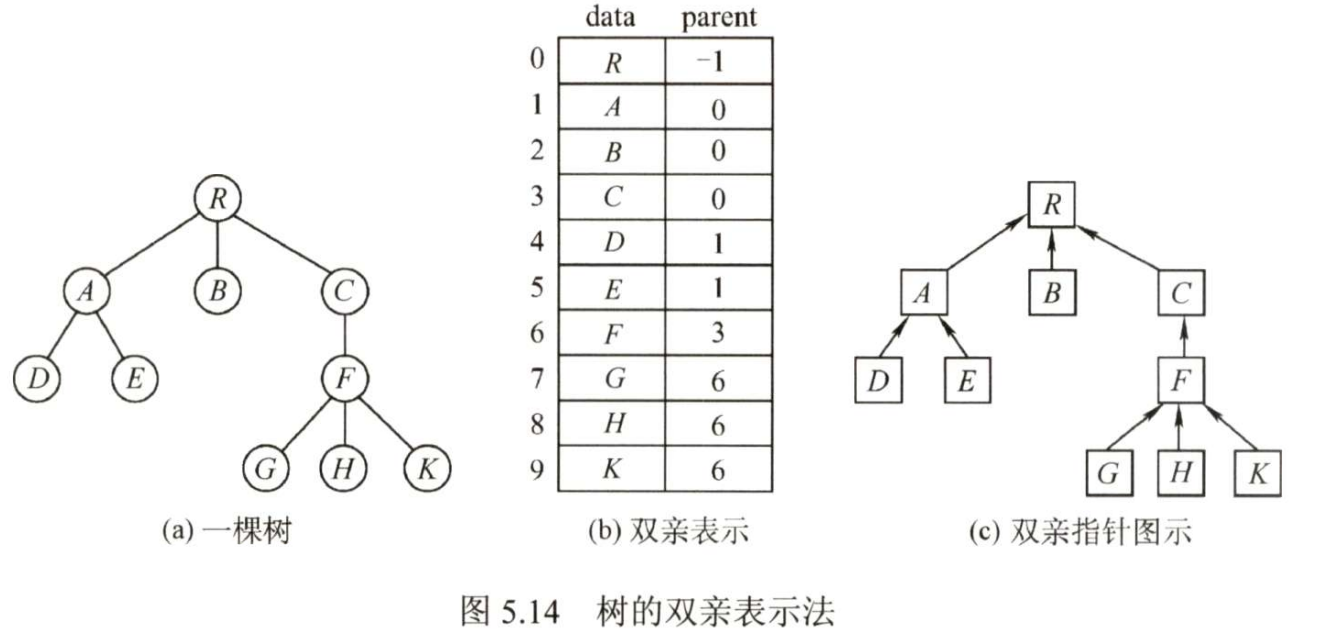 R
A B C
D E F
G H K
(a) 一棵树
data parent
0 R -1
1 A 0
2 B 0
3 C 0
4 D 1
5 E 1
6 F 3
7 G 6
8 H 6
9 K 6
(b) 双亲表示
R
A B C
D E F
G H K
(c) 双亲指针图示
图 5.14 树的双亲表示法